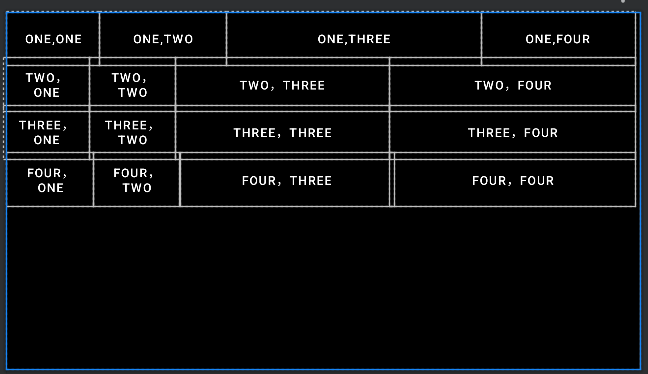 ONE,ONE ONE,TWO ONE,THREE ONE,FOUR
TWO, TWO, TWO, THREE TWO, FOUR
ONE TWO
THREE, THREE, THREE, THREE THREE, FOUR
ONE TWO
FOUR, FOUR, FOUR, THREE FOUR, FOUR
ONE TWO